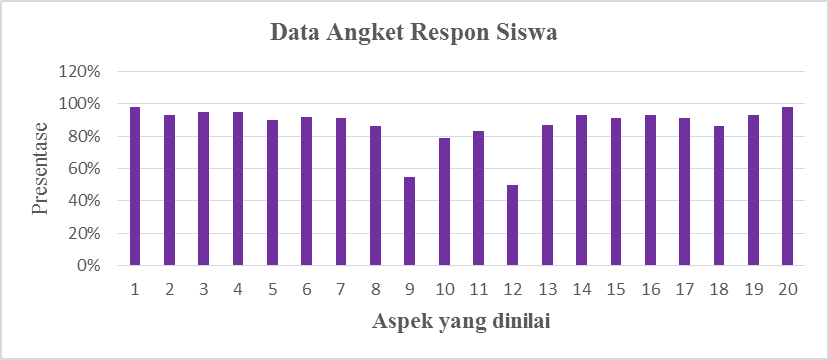 Data Angket Respon Siswa
120%
100%
80%
60%
40%
20%
0%
Presentase
1 2 3 4 5 6 7 8 9 10 11 12 13 14 15 16 17 18 19 20
Aspek yang dinilai